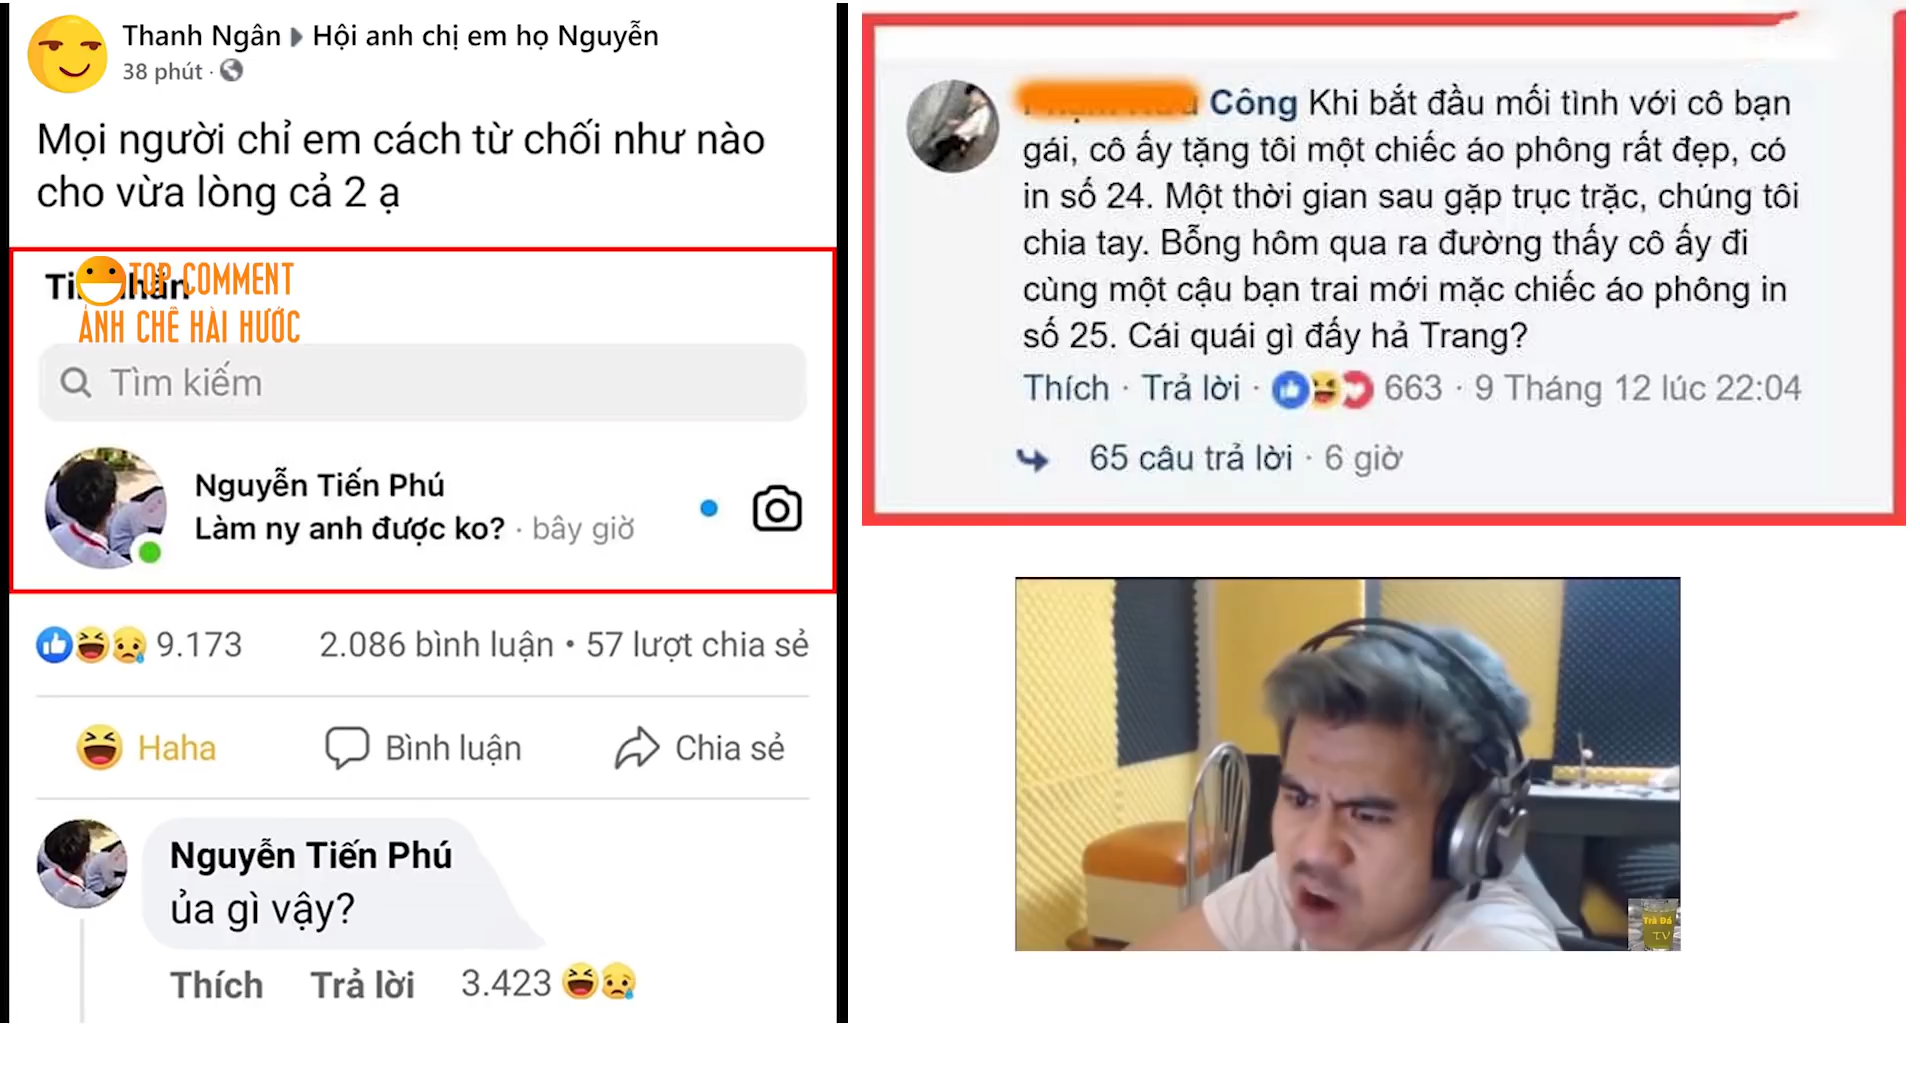 Thanh Ngân Hội anh chị em họ Nguyễn
38 phút ·
Mọi người chỉ em cách từ chối như nào
cho vừa lòng cả 2 ạ
TOP COMMENT
ẢNH CHẾ HÀI HƯỚC
Tìm kiếm
Nguyễn Tiến Phú
Làm ny anh được ko? · bây giờ
9.173 2.086 bình luận • 57 lượt chia sẻ
Haha Bình luận Chia sẻ
Nguyễn Tiến Phú
ủa gì vậy?
Thích Trả lời 3.423
Công Khi bắt đầu mối tình với cô bạn
gái, cô ấy tặng tôi một chiếc áo phông rất đẹp, có
in số 24. Một thời gian sau gặp trục trặc, chúng tôi
chia tay. Bỗng hôm qua ra đường thấy cô ấy đi
cùng một cậu bạn trai mới mặc chiếc áo phông in
số 25. Cái quái gì đấy hả Trang?
Thích · Trả lời · 663 · 9 Tháng 12 lúc 22:04
65 câu trả lời · 6 giờ
Trà Đá
TV